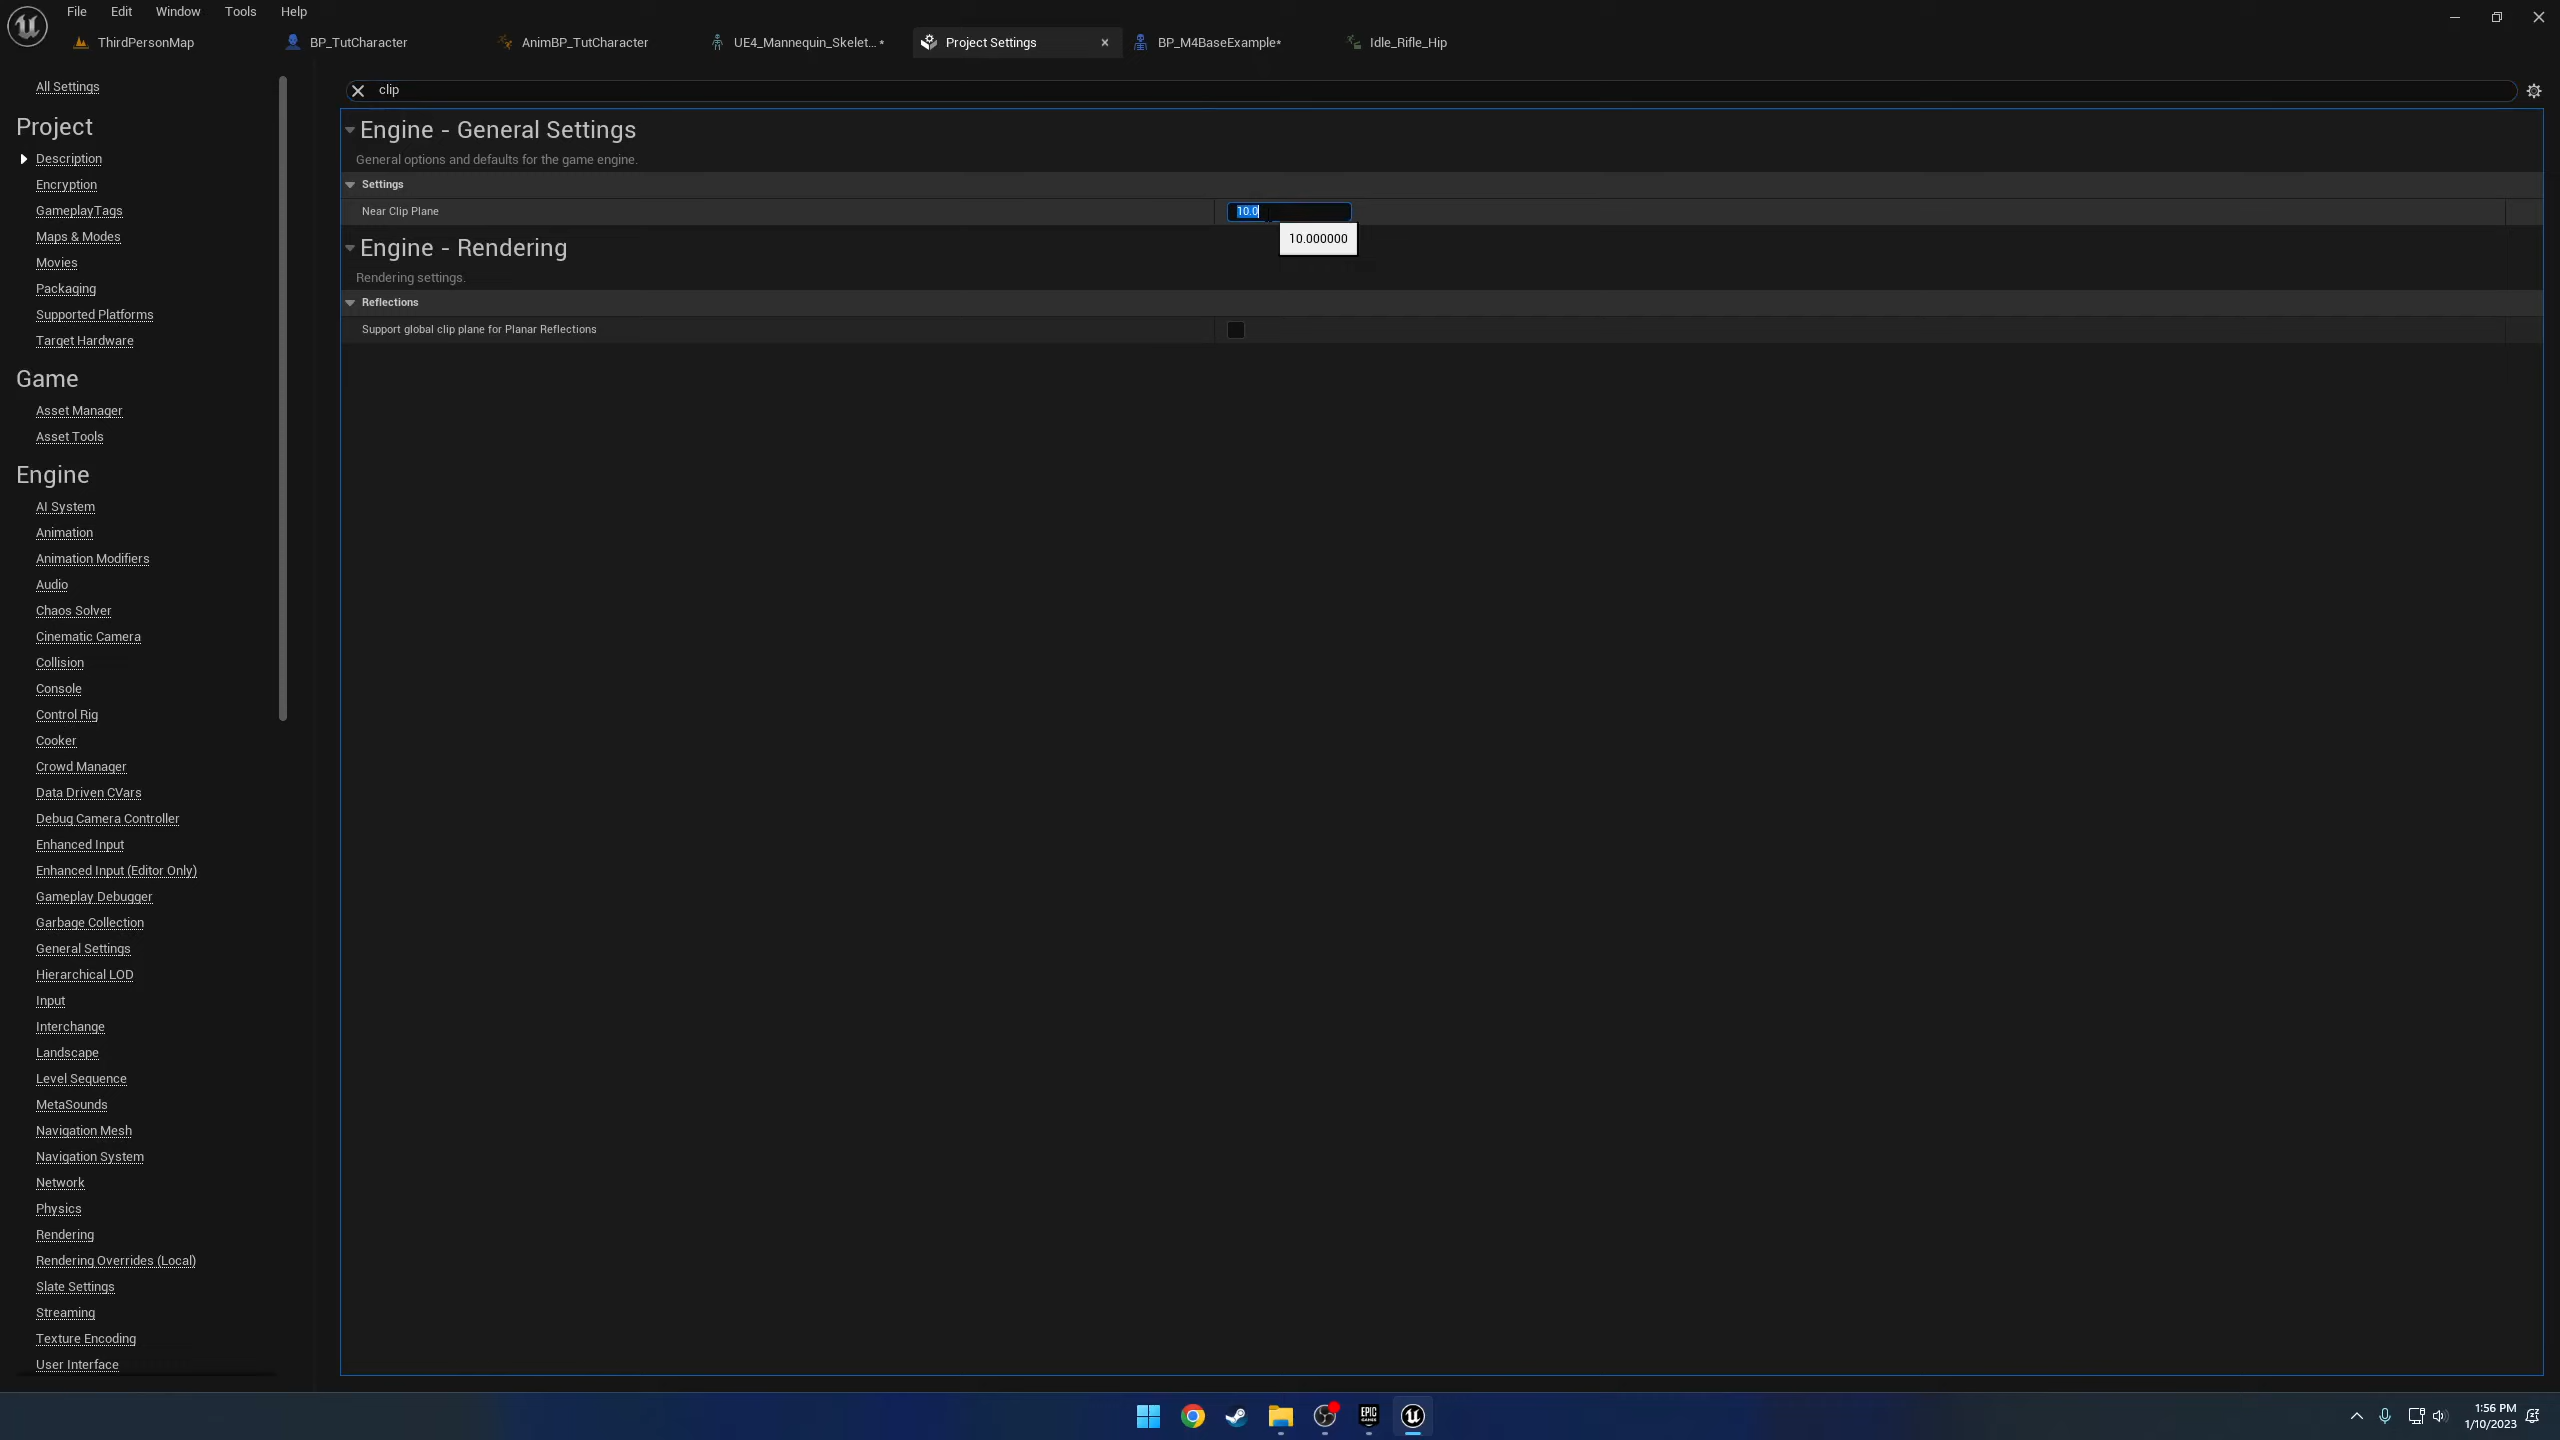 File Edit Window Tools Help
ThirdPersonMap BP_TutCharacter AnimBP_TutCharacter UE4_Mannequin_Skelet...* Project Settings BP_M4BaseExample* Idle_Rifle_Hip
All Settings
Project
Description
Encryption
GameplayTags
Maps & Modes
Movies
Packaging
Supported Platforms
Target Hardware
Game
Asset Manager
Asset Tools
Engine
AI System
Animation
Animation Modifiers
Audio
Chaos Solver
Cinematic Camera
Collision
Console
Control Rig
Cooker
Crowd Manager
Data Driven CVars
Debug Camera Controller
Enhanced Input
Enhanced Input (Editor Only)
Gameplay Debugger
Garbage Collection
General Settings
Hierarchical LOD
Input
Interchange
Landscape
Level Sequence
MetaSounds
Navigation Mesh
Navigation System
Network
Physics
Rendering
Rendering Overrides (Local)
Slate Settings
Streaming
Texture Encoding
User Interface
clip
Engine - General Settings
General options and defaults for the game engine.
Settings
Near Clip Plane 10.0
10.000000
Engine - Rendering
Rendering settings.
Reflections
Support global clip plane for Planar Reflections
EPIC GAMES
1:56 PM
1/10/2023